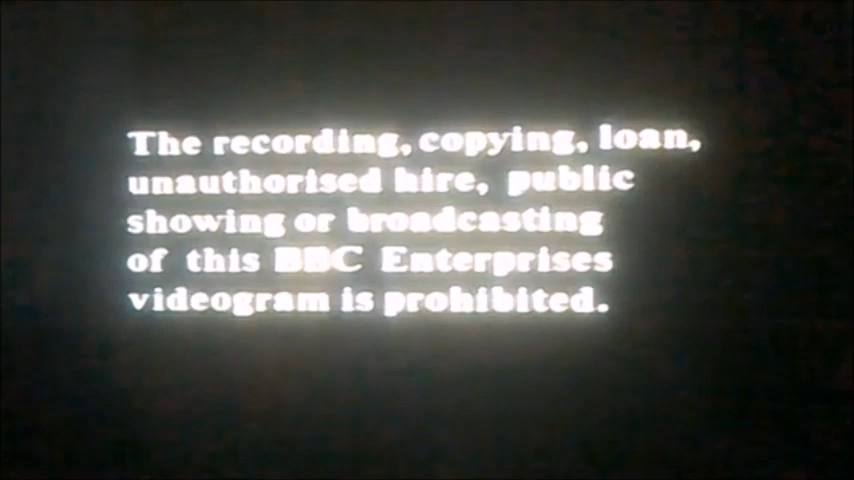 The recording, copying, loan,
unauthorised hire, public
showing or broadcasting
of this BBC Enterprises
videogram is prohibited.